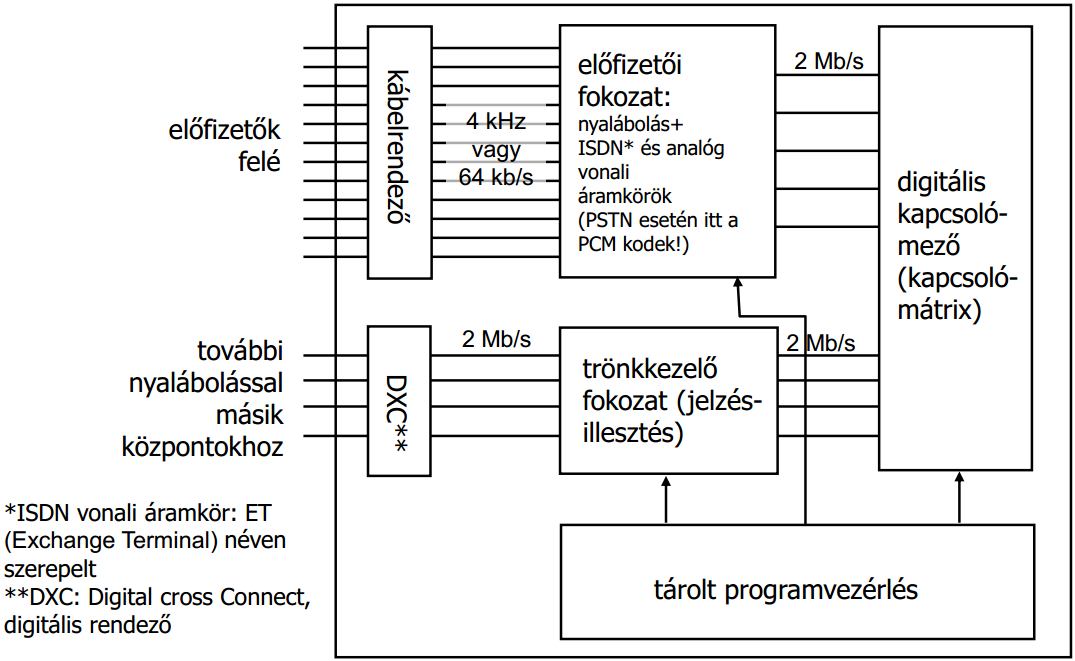 előfizetők
felé
kábelrendező
4 kHz
vagy
64 kb/s
előfizetői
fokozat:
nyalábolás+
ISDN* és analóg
vonali
áramkörök
(PSTN esetén itt a
PCM kodek!)
2 Mb/s
digitális
kapcsoló-
mező
(kapcsoló-
mátrix)
további
nyalábolással
másik
központokhoz
DXC**
2 Mb/s
trönkkezelő
fokozat (jelzés-
illesztés)
2 Mb/s
tárolt programvezérlés
*ISDN vonali áramkör: ET
(Exchange Terminal) néven
szerepelt
**DXC: Digital cross Connect,
digitális rendező